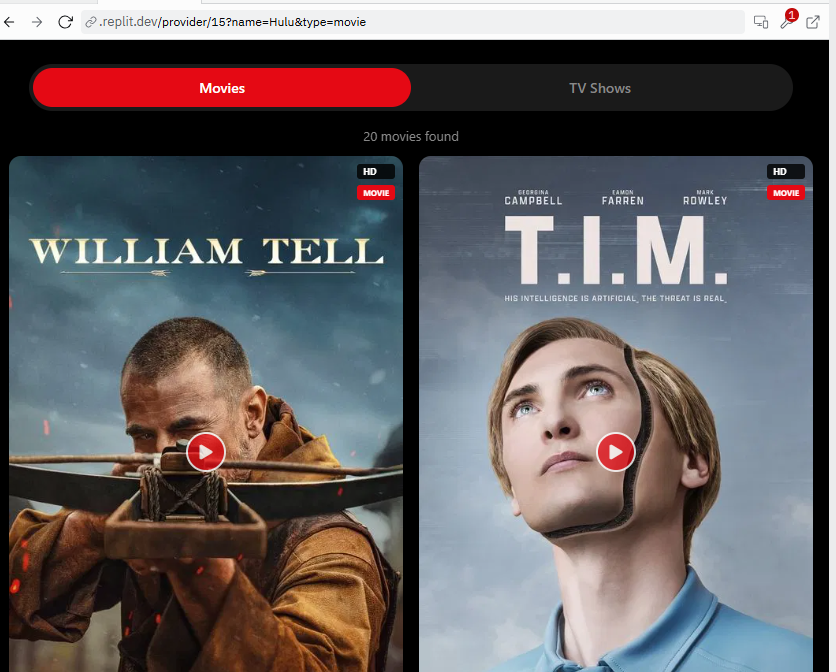 .replit.dev/provider/15?name=Hulu&type=movie
1
Movies
TV Shows
20 movies found
HD
MOVIE
WILLIAM TELL
HD
MOVIE
GEORGINA CAMPBELL
EAMON FARREN
MARK ROWLEY
T.I.M.
HIS INTELLIGENCE IS ARTIFICIAL. THE THREAT IS REAL.